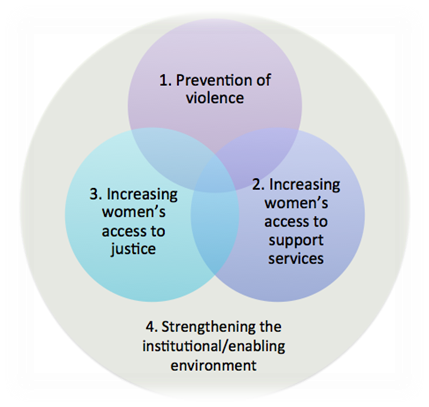 1. Prevention of
violence
2. Increasing
women's
access to
support
services
3. Increasing
women's
access to
justice
4. Strengthening the
institutional/enabling
environment